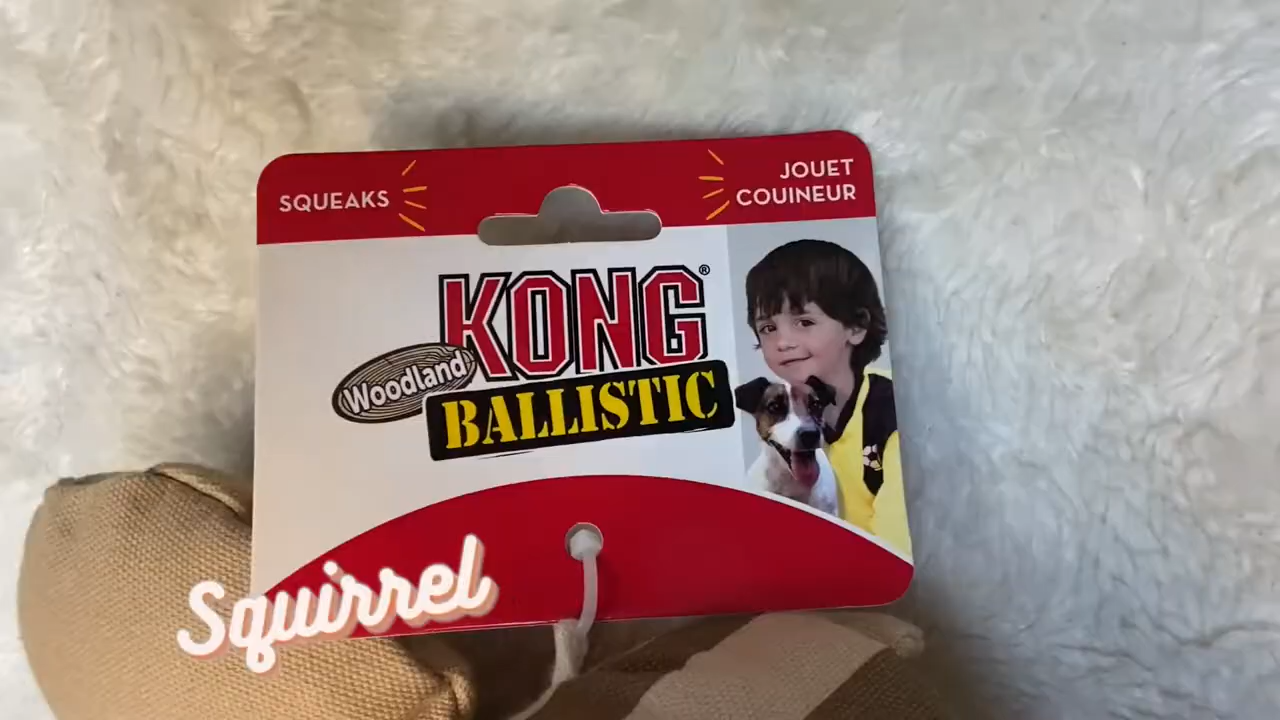 SQUEAKS
JOUET
COUINEUR
KONG®
Woodland
BALLISTIC
Squirrel